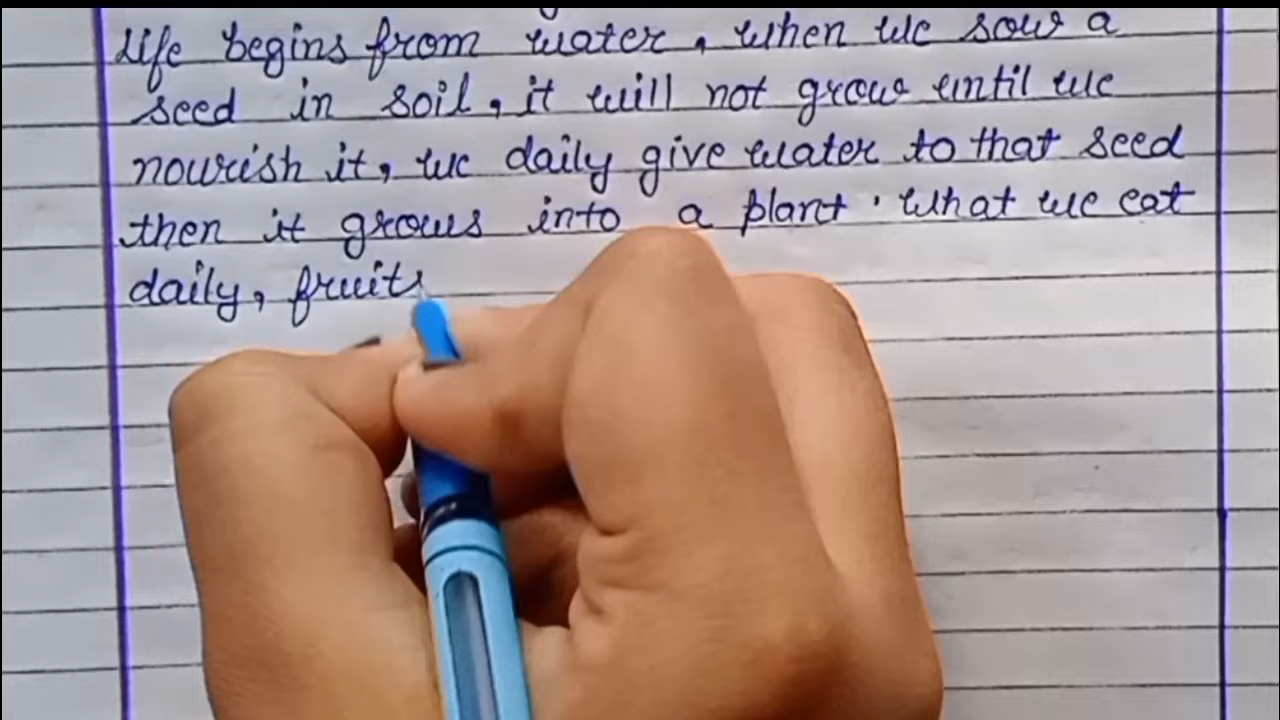 Life begins from water, when we sow a
seed in soil, it will not grow until we
nourish it, we daily give water to that seed
then it grows into a plant. What we eat
daily, fruits